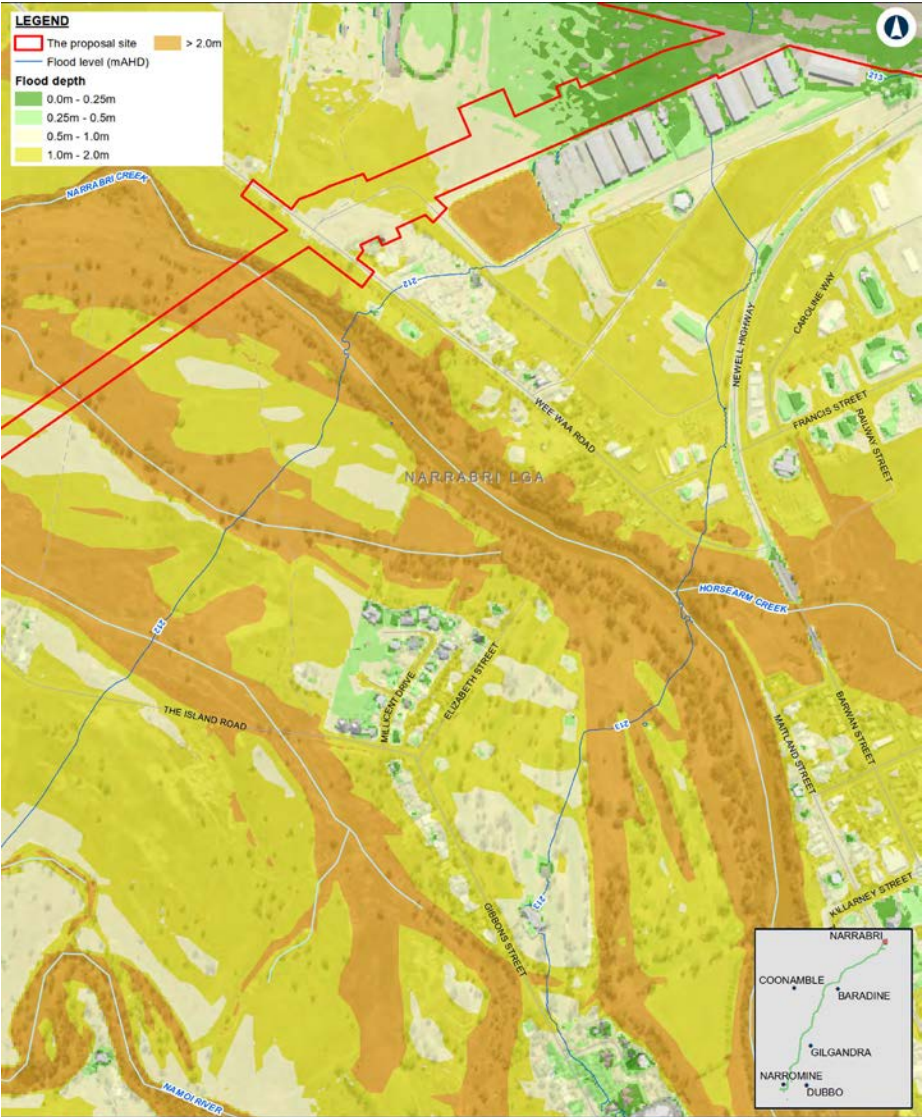 LEGEND
The proposal site
> 2.0m
Flood level (mAHD)
Flood depth
0.0m - 0.25m
0.25m - 0.5m
0.5m - 1.0m
1.0m - 2.0m
213
NARRABRI CREEK
212
CAROLINE WAY
NEWELL HIGHWAY
FRANCIS STREET
RAILWAY STREET
WEE WAA ROAD
NARRABRI LGA
HORSEARM CREEK
212
MILLICENT DRIVE
ELIZABETH STREET
THE ISLAND ROAD
213
MAITLAND STREET
BARWAN STREET
KILLARNEY STREET
213
GIBBONS STREET
NAMOI RIVER
NARRABRI
COONAMBLE
BARADINE
GILGANDRA
NARROMINE
DUBBO